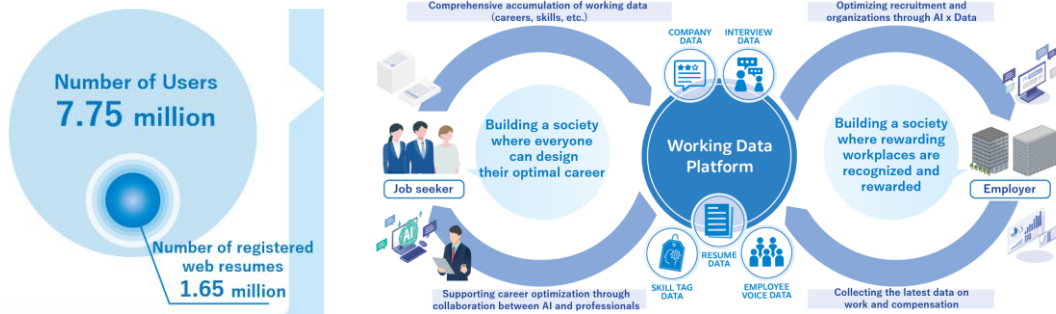 Number of Users
7.75 million
Number of registered
web resumes
1.65 million
Comprehensive accumulation of working data
(careers, skills, etc.)
Optimizing recruitment and
organizations through AI x Data
COMPANY
DATA
INTERVIEW
DATA
Building a society
where everyone
can design
their optimal career
Working Data
Platform
Building a society
where rewarding
workplaces are
recognized and
rewarded
Job seeker
Employer
AI
SKILL TAG
DATA
RESUME
DATA
EMPLOYEE
VOICE DATA
Supporting career optimization through
collaboration between AI and professionals
Collecting the latest data on
work and compensation